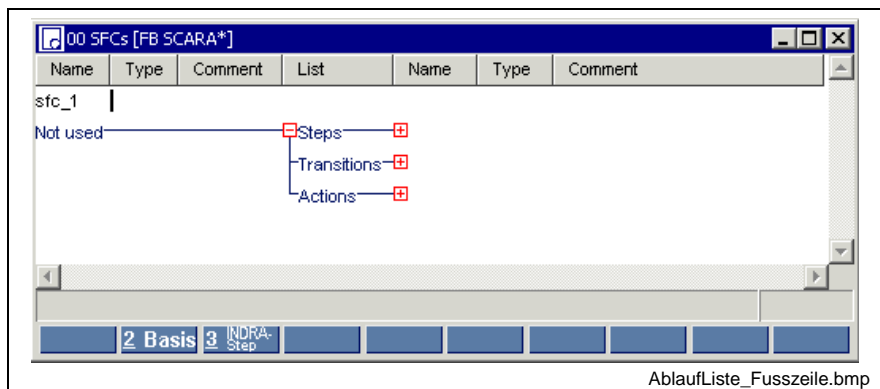 00 SFCs [FB SCARA*]
Name Type Comment List Name Type Comment
sfc_1
Not used Steps
Transitions
Actions
2 Basis 3 INDRA-
Step
AblaufListe_Fusszeile.bmp